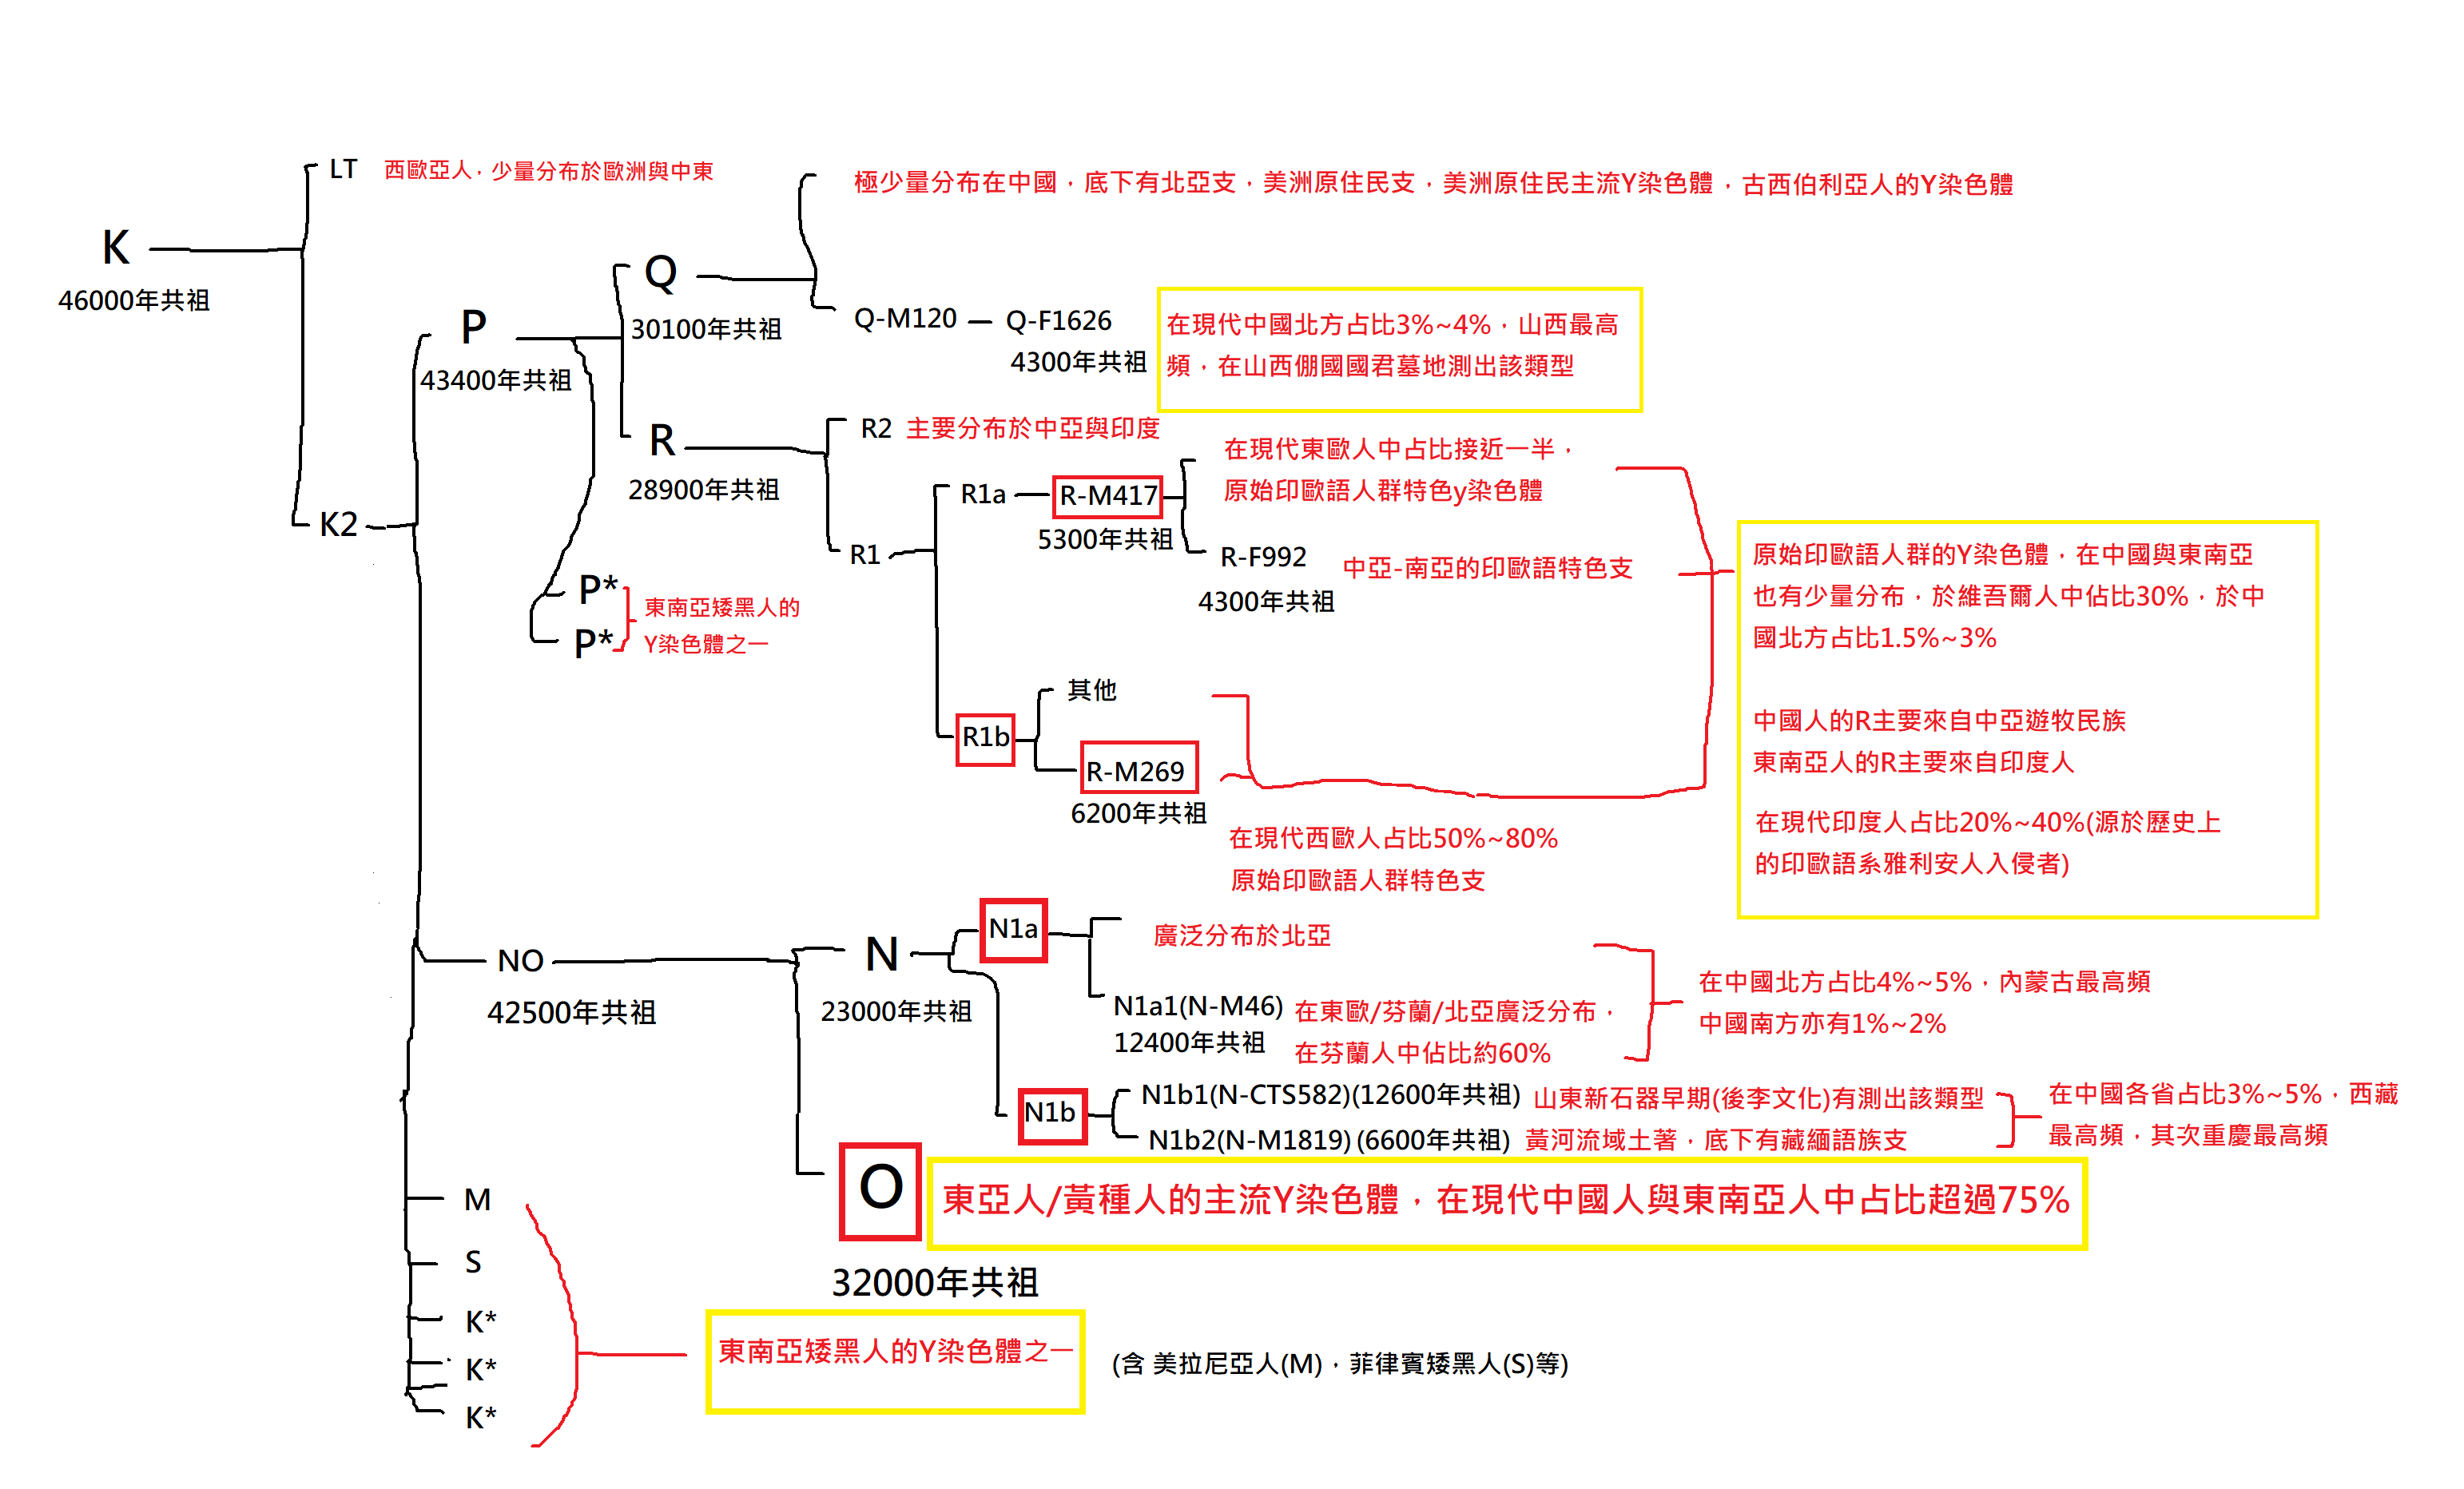 LT 西歐亞人，少量分布於歐洲與中東
極少量分布在中國，底下有北亞支，美洲原住民支，美洲原住民主流Y染色體，古西伯利亞人的Y染色體
K
46000年共祖
Q
30100年共祖
P
43400年共祖
Q-M120
Q-F1626
4300年共祖
在現代中國北方占比3%~4%，山西最高
頻，在山西倗國國君墓地測出該類型
R
28900年共祖
R2 主要分布於中亞與印度
K2
R1
R1a
R-M417
5300年共祖
在現代東歐人中占比接近一半，
原始印歐語人群特色y染色體
R-F992
4300年共祖
中亞-南亞的印歐語特色支
原始印歐語人群的Y染色體，在中國與東南亞
也有少量分布，於維吾爾人中佔比30%，於中
國北方占比1.5%~3%
中國人的R主要來自中亞遊牧民族
東南亞人的R主要來自印度人
在現代印度人占比20%~40%(源於歷史上
的印歐語系雅利安人入侵者)
P*
P*
東南亞矮黑人的
Y染色體之一
R1b
其他
R-M269
6200年共祖
在現代西歐人占比50%~80%
原始印歐語人群特色支
NO
42500年共祖
N
23000年共祖
N1a
廣泛分布於北亞
N1a1(N-M46)
12400年共祖
在東歐/芬蘭/北亞廣泛分布，
在芬蘭人中佔比約60%
在中國北方占比4%~5%，內蒙古最高頻
中國南方亦有1%~2%
N1b
N1b1(N-CTS582)(12600年共祖) 山東新石器早期(後李文化)有測出該類型
N1b2(N-M1819) (6600年共祖) 黃河流域土著，底下有藏緬語族支
在中國各省占比3%~5%，西藏
最高頻，其次重慶最高頻
O
32000年共祖
東亞人/黃種人的主流Y染色體，在現代中國人與東南亞人中占比超過75%
M
S
K*
K*
K*
東南亞矮黑人的Y染色體之一
(含 美拉尼亞人(M)，菲律賓矮黑人(S)等)